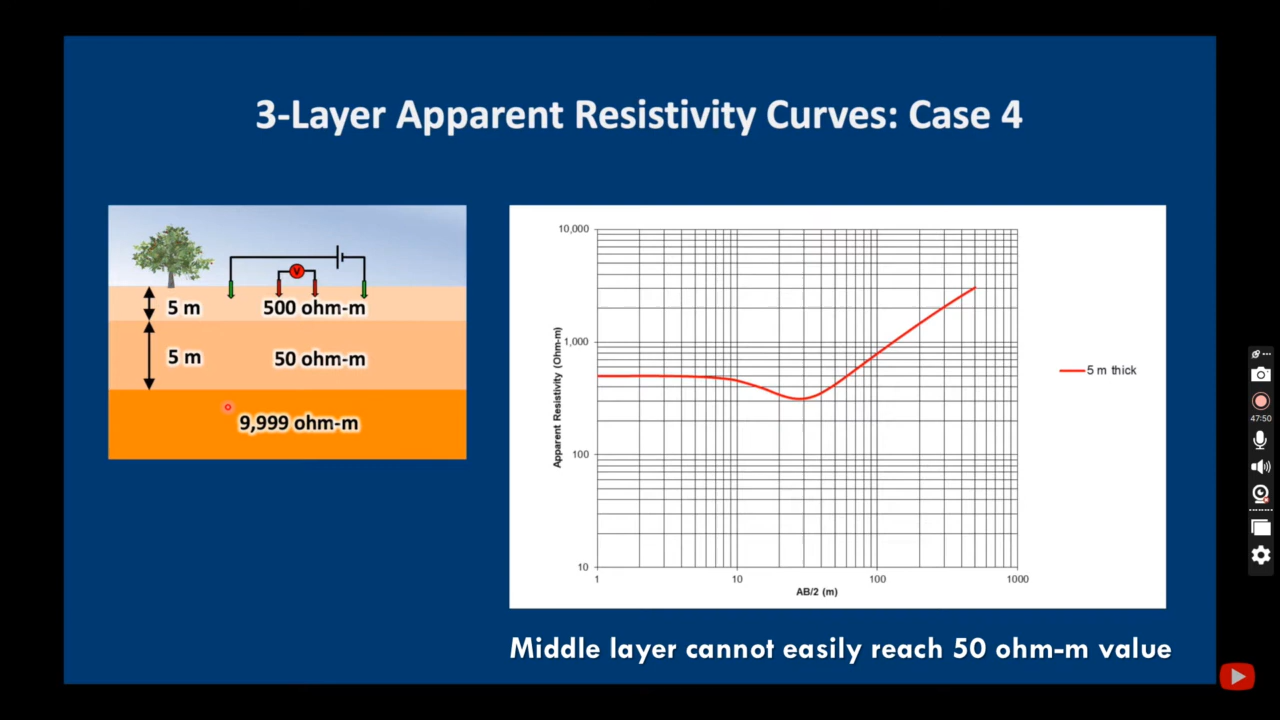 3-Layer Apparent Resistivity Curves: Case 4
V
5 m
500 ohm-m
5 m
50 ohm-m
9,999 ohm-m
10,000
1,000
100
10
Apparent Resistivity (Ohm-m)
1
10
100
1000
AB/2 (m)
5 m thick
47:50
Middle layer cannot easily reach 50 ohm-m value